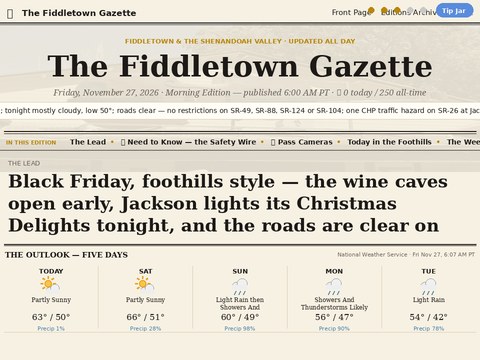 The Fiddletown Gazette
Front Page Editions Archive
Tip Jar
FIDDLETOWN & THE SHENANDOAH VALLEY · UPDATED ALL DAY
The Fiddletown Gazette
Friday, November 27, 2026 · Morning Edition — published 6:00 AM PT · 0 today / 250 all-time
; tonight mostly cloudy, low 50°; roads clear — no restrictions on SR-49, SR-88, SR-124 or SR-104; one CHP traffic hazard on SR-26 at
IN THIS EDITION The Lead • Need to Know — the Safety Wire • Pass Cameras • Today in the Foothills • The
THE LEAD
Black Friday, foothills style — the wine caves
open early, Jackson lights its Christmas
Delights tonight, and the roads are clear on
THE OUTLOOK — FIVE DAYS
National Weather Service · Fri Nov 27, 6:07 AM PT
TODAY SAT SUN MON TUE
Partly Sunny Partly Sunny Light Rain then Showers And Light Rain
Showers And Thunderstorms Likely
63° / 50° 66° / 51° 60° / 49° 56° / 47° 54° / 42°
Precip 1% Precip 28% Precip 98% Precip 90% Precip 78%